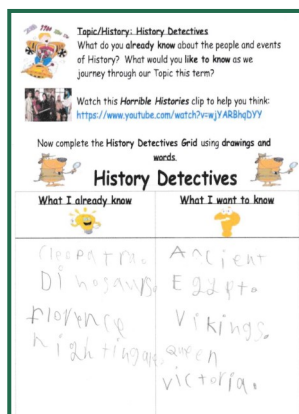 Topic/History: History Detectives
What do you already know about the people and events
of History? What would you like to know as we
journey through our Topic this term?
Watch this Horrible Histories clip to help you think:
https://www.youtube.com/watch?v=wjYARBhqDYY
Now complete the History Detectives Grid using drawings and
words.
History Detectives
What I already know
What I want to know
Cleopatra.
Dinosaurs.
florence
nightingale
Ancient
Egypt.
Vikings.
queen
victoria.